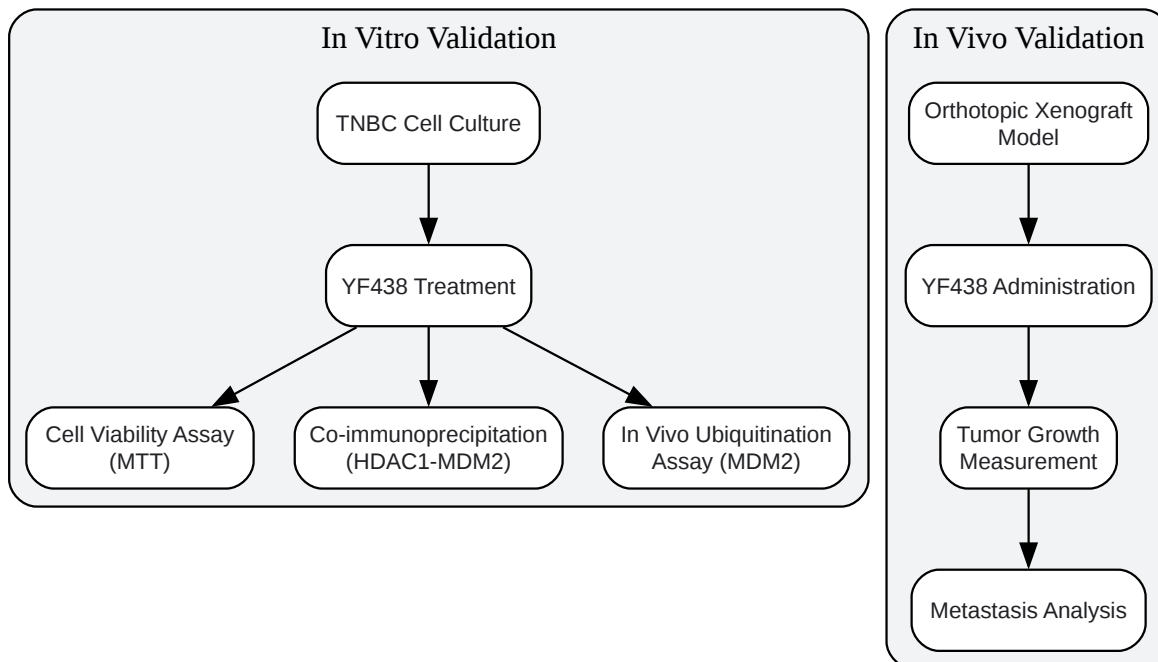 In Vitro Validation
TNBC Cell Culture
YF438 Treatment
Cell Viability Assay
(MTT)
Co-immunoprecipitation
(HDAC1-MDM2)
In Vivo Ubiquitination
Assay (MDM2)
In Vivo Validation
Orthotopic Xenograft
Model
YF438 Administration
Tumor Growth
Measurement
Metastasis Analysis